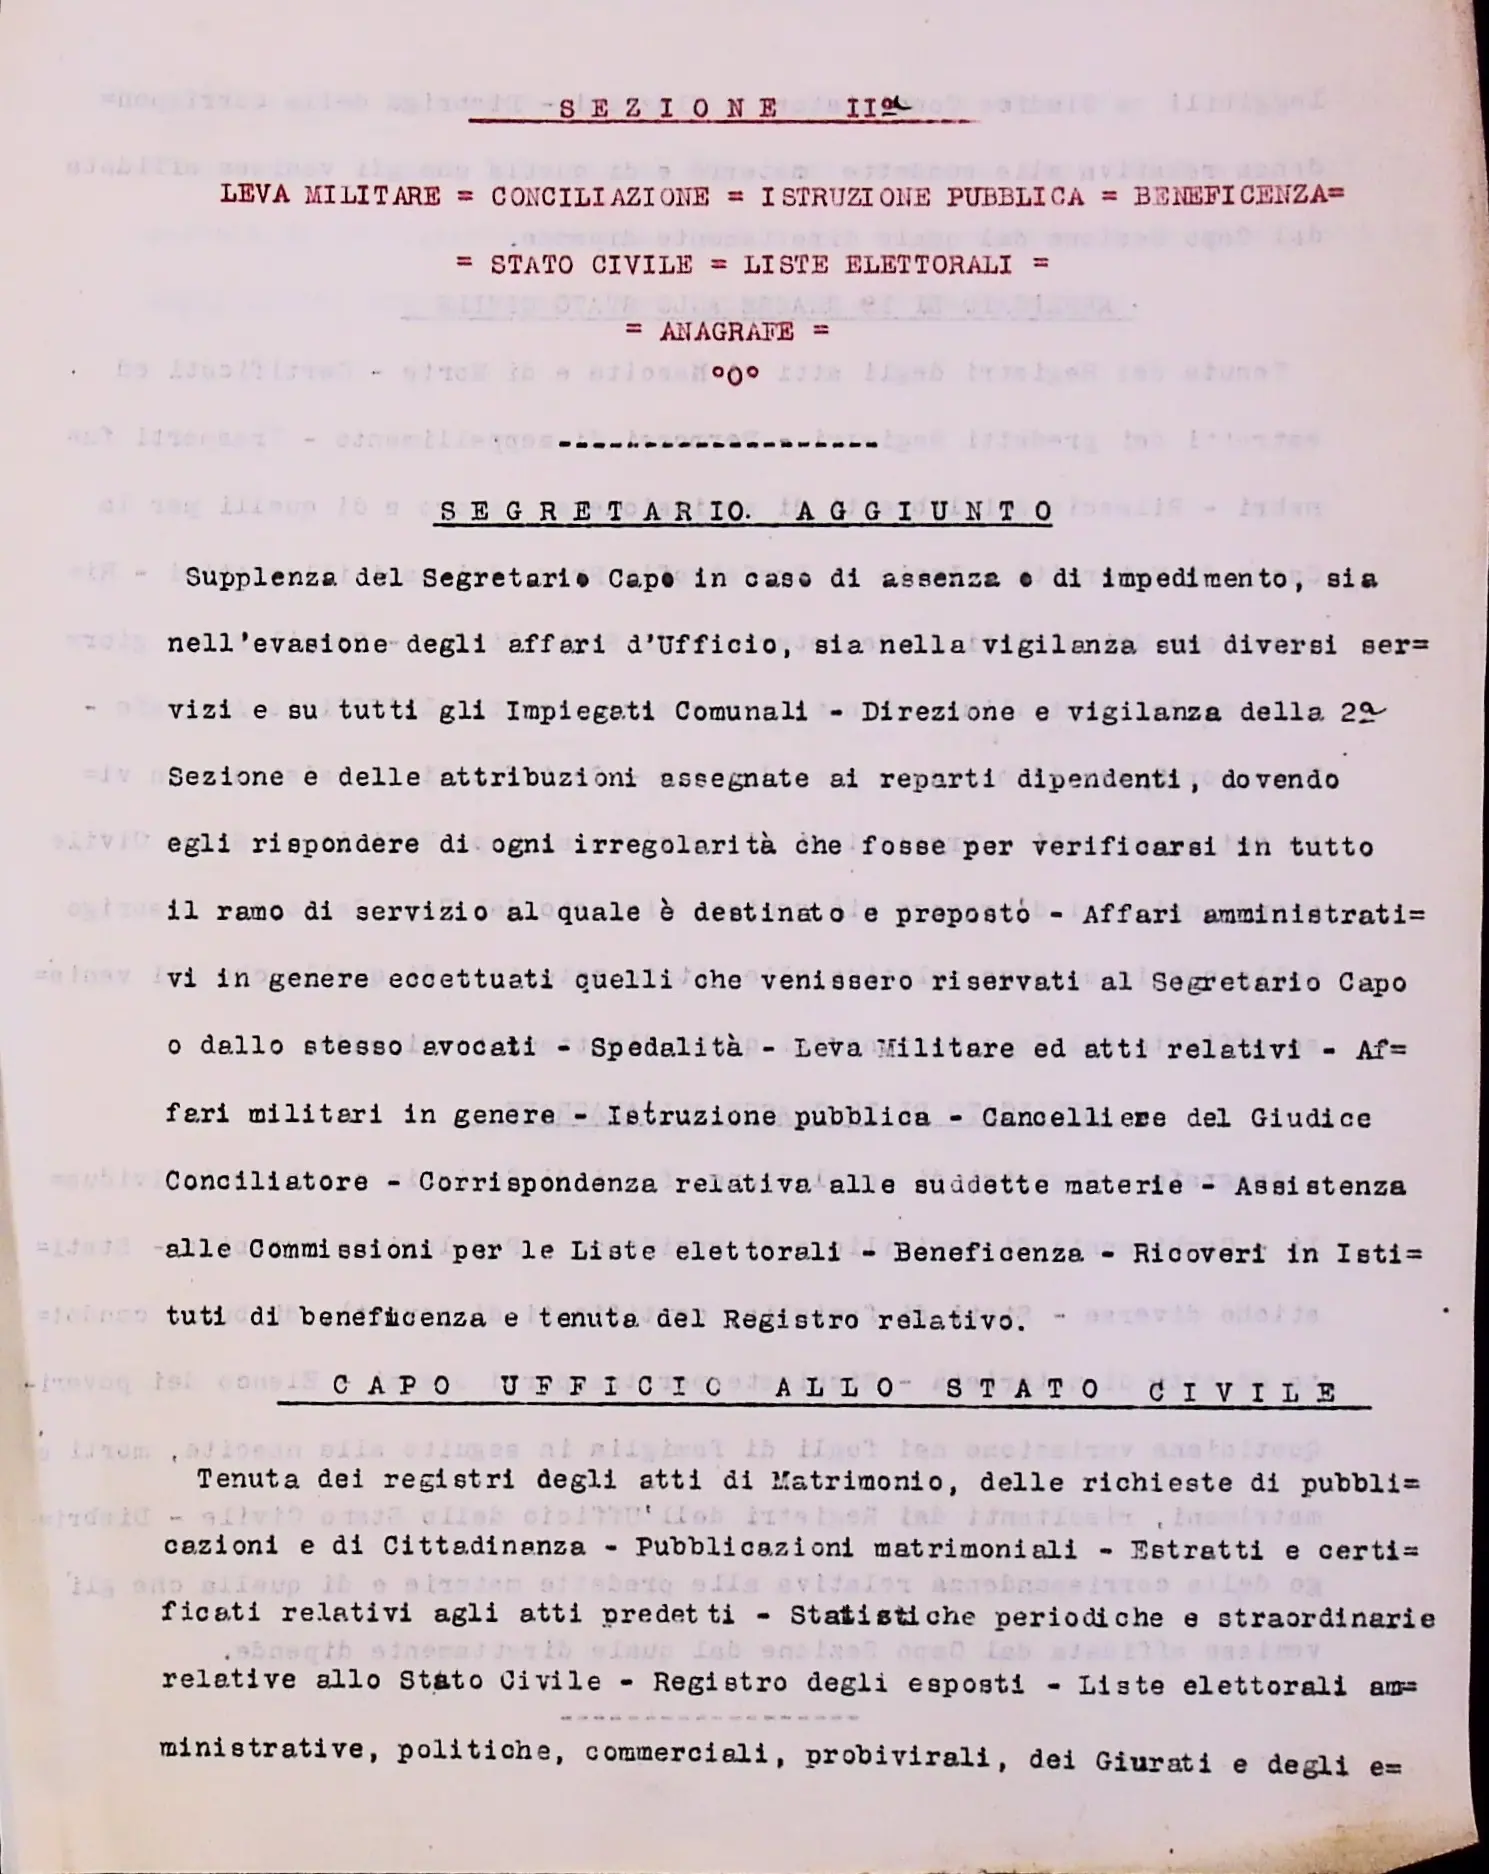 SEZIONE IIª
LEVA MILITARE = CONCILIAZIONE = ISTRUZIONE PUBBLICA = BENEFICENZA=
= STATO CIVILE = LISTE ELETTORALI =
= ANAGRAFE =
°0°
--------------------
SEGRETARIO. AGGIUNTO
Supplenza del Segretario Capo in caso di assenza o di impedimento, sia
nell'evasione degli affari d'Ufficio, sia nella vigilanza sui diversi ser=
vizi e su tutti gli Impiegati Comunali - Direzione e vigilanza della 2ª
Sezione e delle attribuzioni assegnate ai reparti dipendenti, dovendo
egli rispondere di ogni irregolarità che fosse per verificarsi in tutto
il ramo di servizio al quale è destinato e preposto - Affari amministrati=
vi in genere eccettuati quelli che venissero riservati al Segretario Capo
o dallo stesso avocati - Spedalità - Leva Militare ed atti relativi - Af=
fari militari in genere - Istruzione pubblica - Cancelliere del Giudice
Conciliatore - Corrispondenza relativa alle suddette materie - Assistenza
alle Commissioni per le Liste elettorali - Beneficenza - Ricoveri in Isti=
tuti di beneficenza e tenuta del Registro relativo.
CAPO UFFICIO ALLO STATO CIVILE
Tenuta dei registri degli atti di Matrimonio, delle richieste di pubbli=
cazioni e di Cittadinanza - Pubblicazioni matrimoniali - Estratti e certi=
ficati relativi agli atti predetti - Statistiche periodiche e straordinarie
relative allo Stato Civile - Registro degli esposti - Liste elettorali am=
ministrative, politiche, commerciali, probivirali, dei Giurati e degli e=